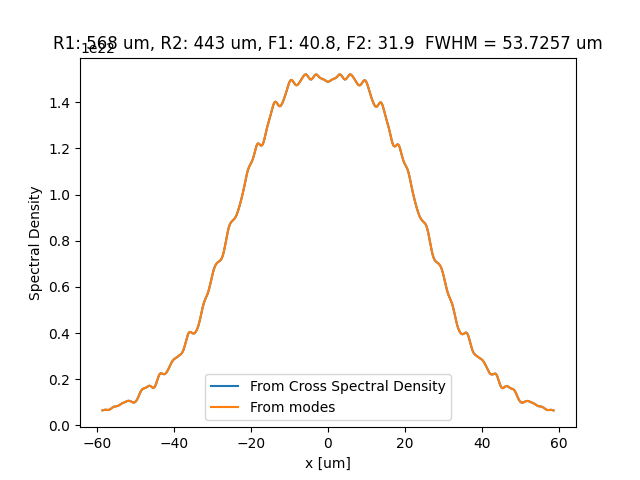 R1: 568 um, R2: 443 um, F1: 40.8, F2: 31.9  FWHM = 53.7257 um
1e22
1.4
1.2
1.0
0.8
0.6
0.4
0.2
0.0
Spectral Density
From Cross Spectral Density
From modes
−60 −40 −20 0 20 40 60
x [um]